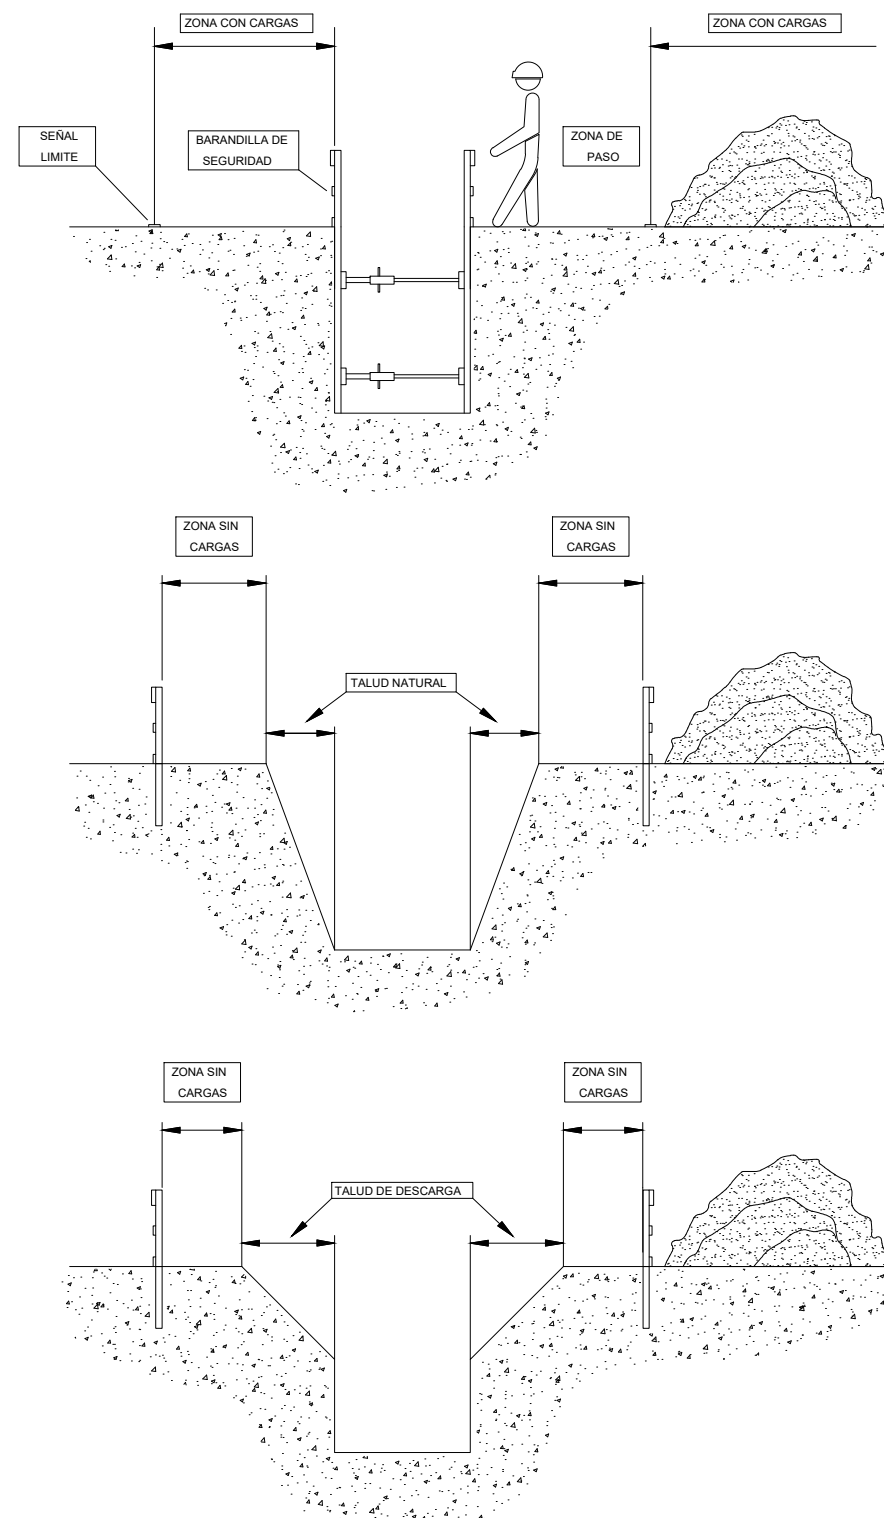 ZONA CON CARGAS
ZONA CON CARGAS
SEÑAL
LIMITE
BARANDILLA DE
SEGURIDAD
ZONA DE
PASO
ZONA SIN
CARGAS
ZONA SIN
CARGAS
TALUD NATURAL
ZONA SIN
CARGAS
ZONA SIN
CARGAS
TALUD DE DESCARGA